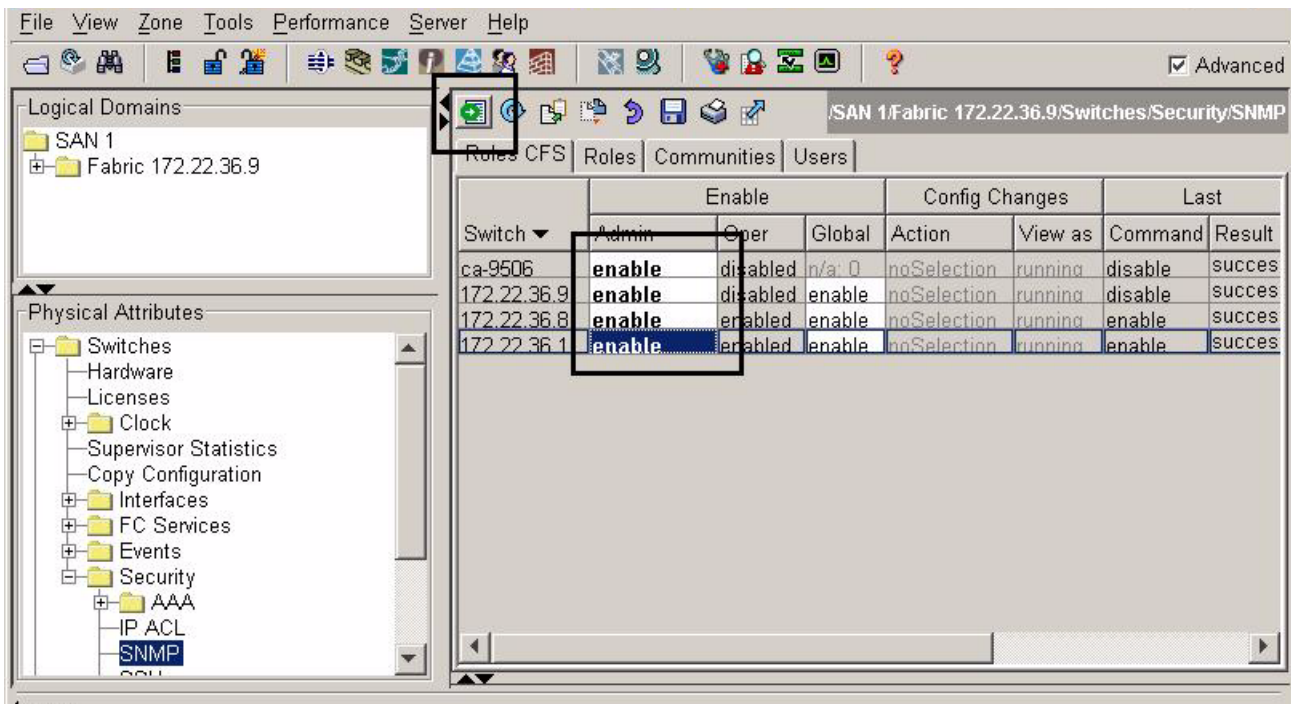 File View Zone Tools Performance Server Help
Advanced
Logical Domains
SAN 1
Fabric 172.22.36.9
/SAN 1/Fabric 172.22.36.9/Switches/Security/SNMP
Roles CFS Roles Communities Users
Enable Config Changes Last
Switch Admin Oper Global Action View as Command Result
ca-9506 enable disabled n/a: 0 noSelection running disable succes
172.22.36.9 enable disabled enable noSelection running disable succes
172.22.36.8 enable enabled enable noSelection running enable succes
172.22.36.1 enable enabled enable noSelection running enable succes
Physical Attributes
Switches
Hardware
Licenses
Clock
Supervisor Statistics
Copy Configuration
Interfaces
FC Services
Events
Security
AAA
IP ACL
SNMP